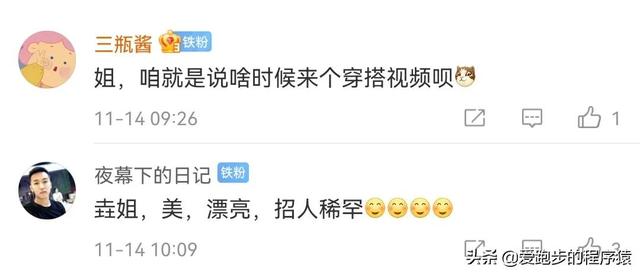 三瓶酱 铁粉
姐，咱就是说啥时候来个穿搭视频呗
11-14 09:26 1
夜幕下的日记 铁粉
垚姐，美，漂亮，招人稀罕😊😊😊😊
11-14 10:09
头条 @爱跑步的程序猿